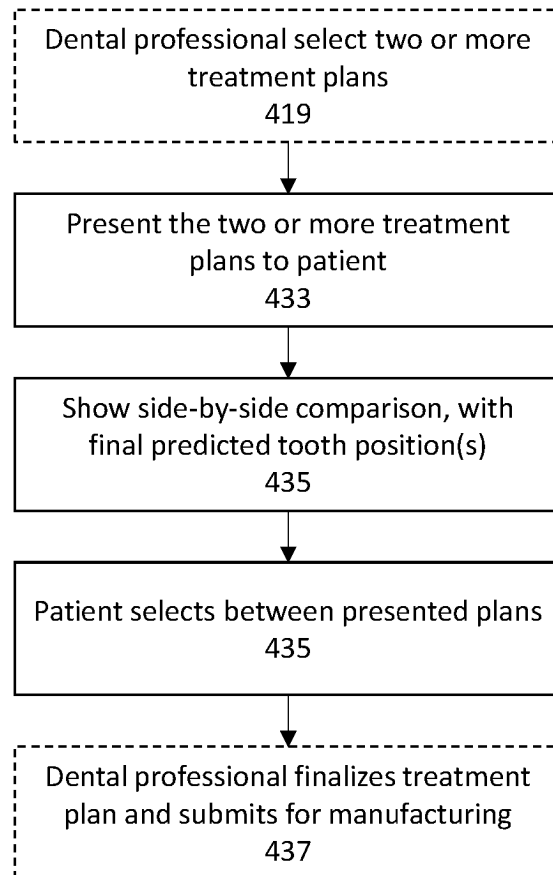 Dental professional select two or more
treatment plans
419
Present the two or more treatment
plans to patient
433
Show side-by-side comparison, with
final predicted tooth position(s)
435
Patient selects between presented plans
435
Dental professional finalizes treatment
plan and submits for manufacturing
437